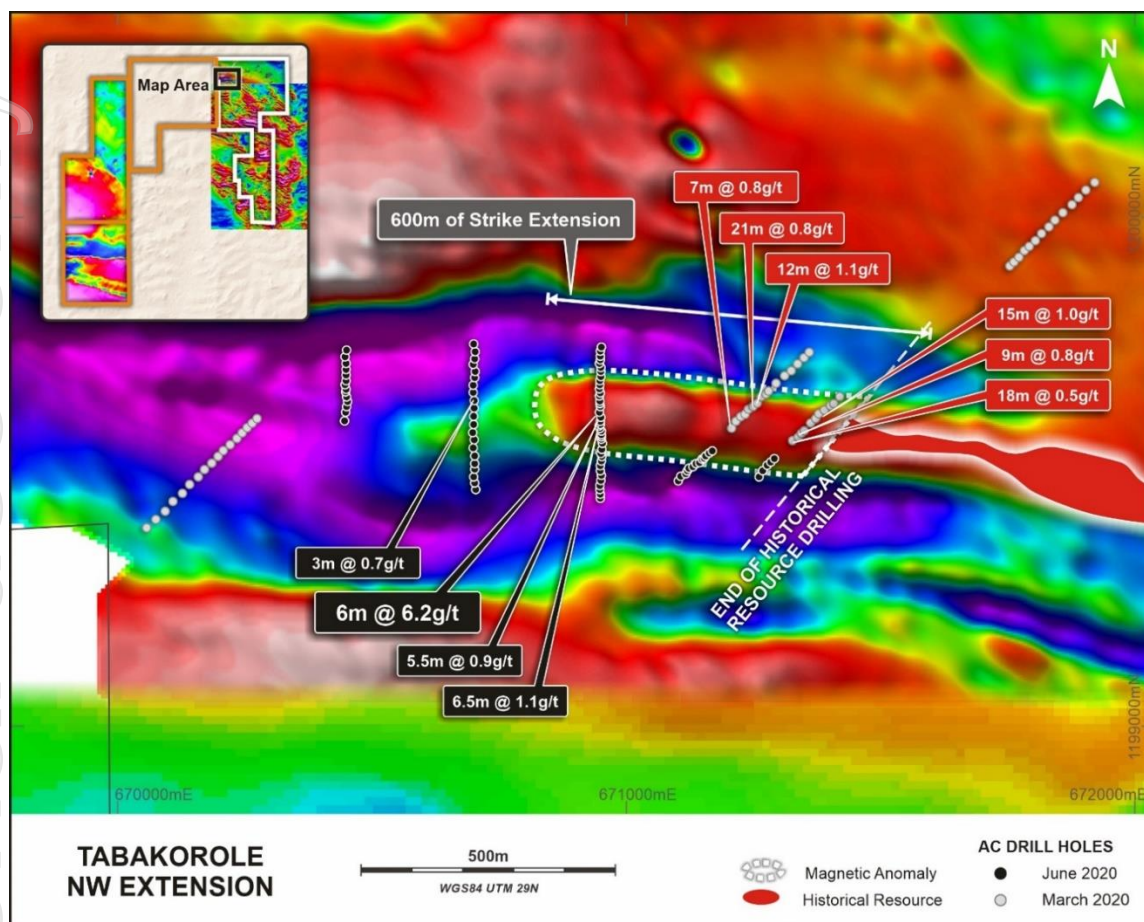 Map Area
N
600m of Strike Extension
7m @ 0.8g/t
21m @ 0.8g/t
12m @ 1.1g/t
15m @ 1.0g/t
9m @ 0.8g/t
18m @ 0.5g/t
3m @ 0.7g/t
6m @ 6.2g/t
5.5m @ 0.9g/t
6.5m @ 1.1g/t
END OF HISTORICAL
RESOURCE DRILLING
1199000mN
670000mE
671000mE
672000mE
TABAKOROLE
NW EXTENSION
500m
WGS84 UTM 29N
Magnetic Anomaly
Historical Resource
AC DRILL HOLES
June 2020
March 2020